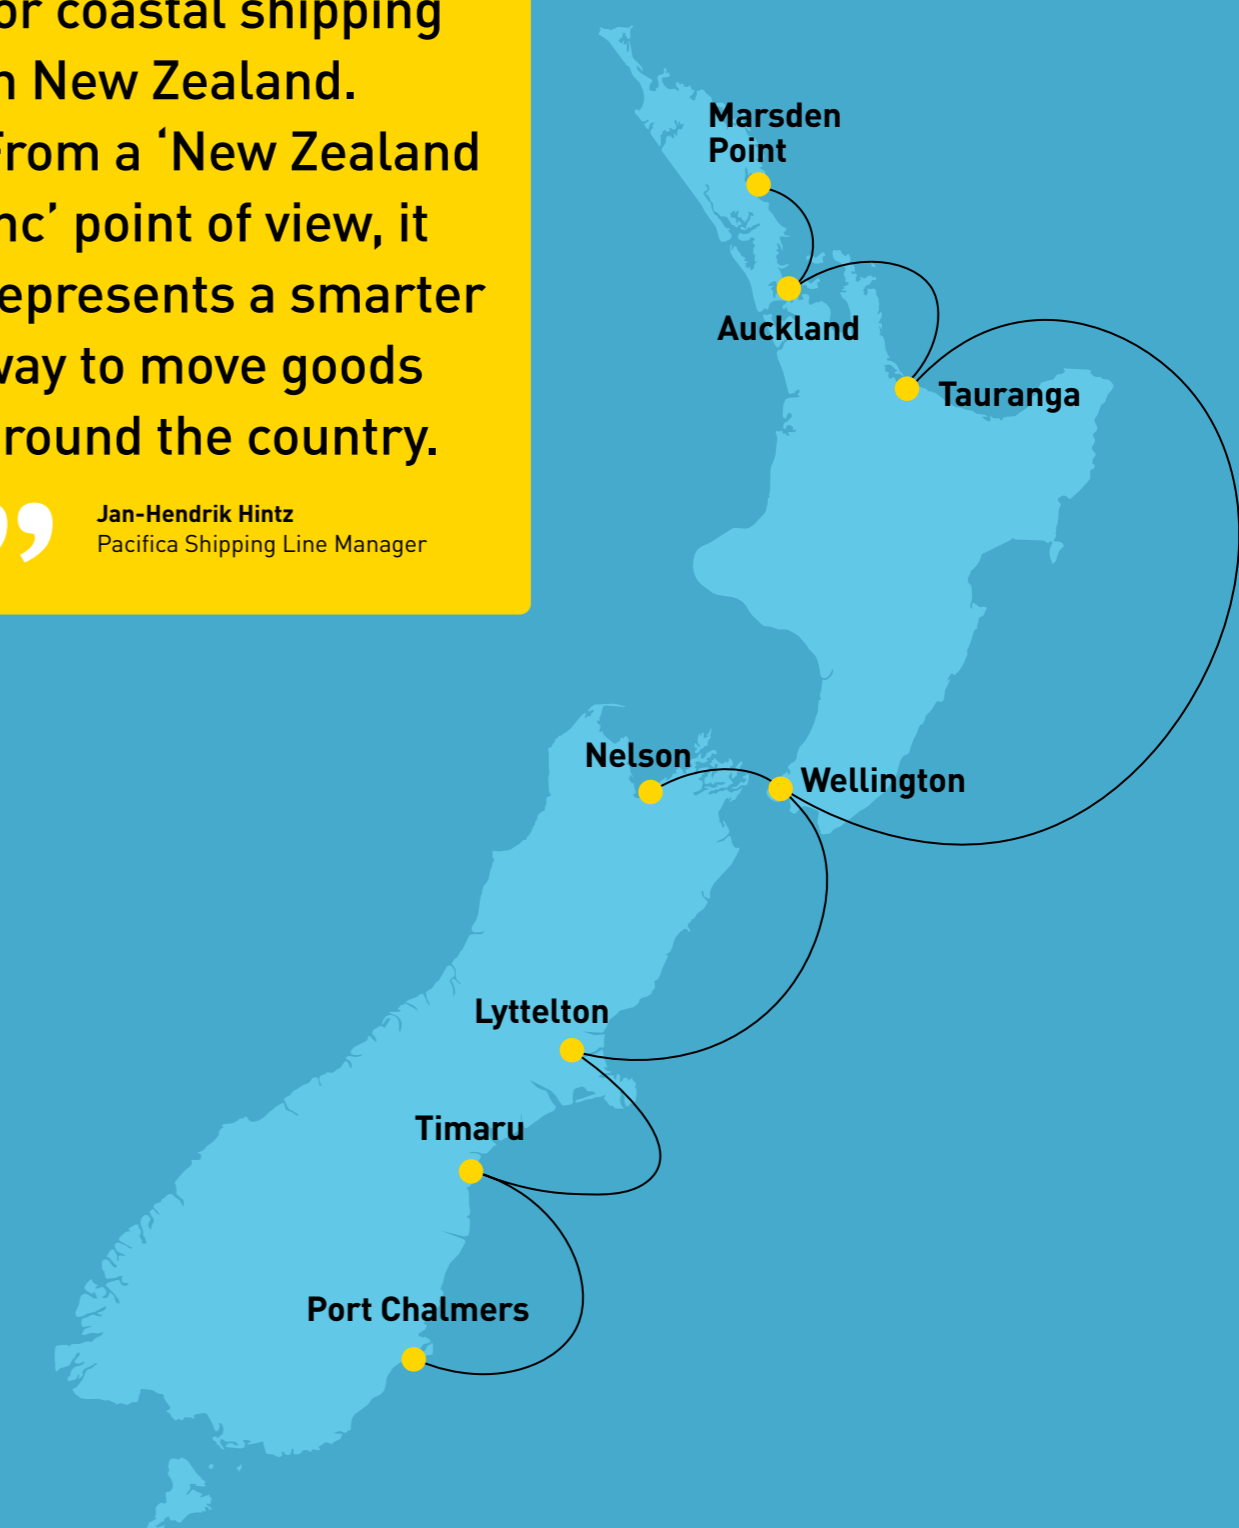 or coastal shipping
n New Zealand.
From a ‘New Zealand
nc’ point of view, it
epresents a smarter
way to move goods
round the country.
”
Jan-Hendrik Hintz
Pacifica Shipping Line Manager
Marsden
Point
Auckland
Tauranga
Nelson
Wellington
Lyttelton
Timaru
Port Chalmers